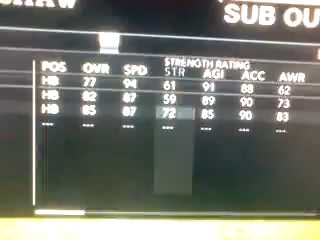 SHAW
SUB OU
STRENGTH RATING
POS OVR SPD STR AGI ACC AWR
HB 77 94 61 91 88 62
HB 82 87 59 89 90 73
HB 85 87 72 85 90 83
--- --- --- --- --- --- ---